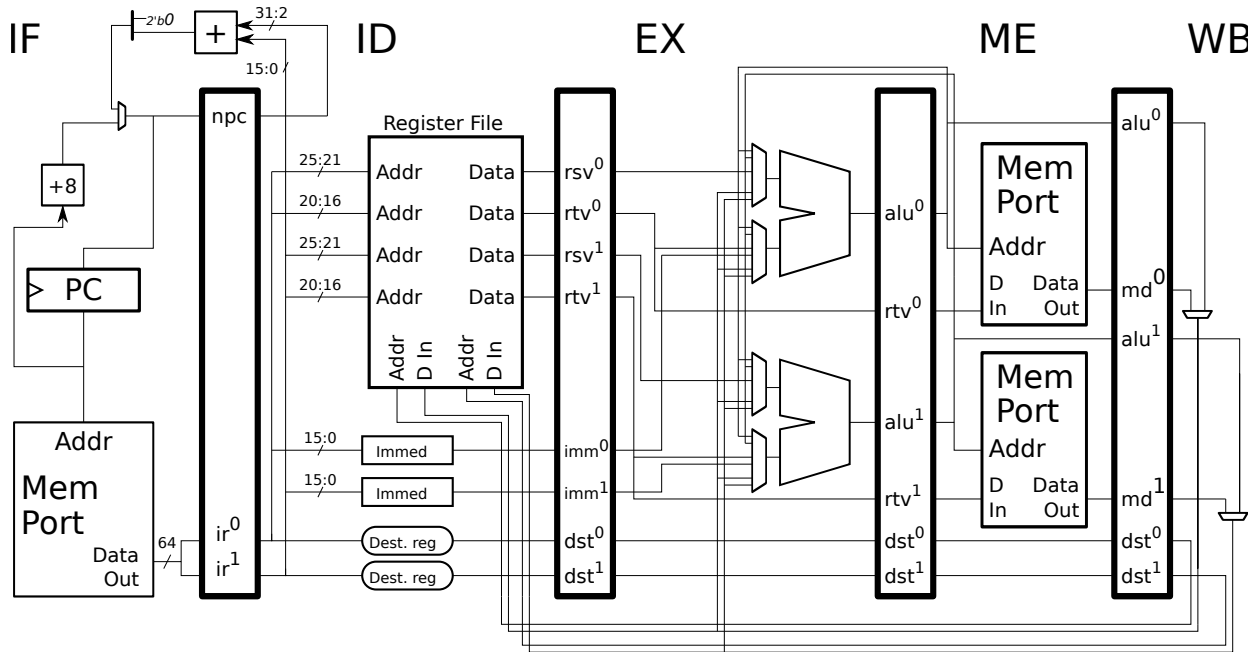 IF
ID
EX
ME
WB
2'b0
+
31:2
15:0
npc
+8
PC
Addr
Mem
Port
Data
Out
64
ir0
ir1
Register File
25:21
Addr
Data
20:16
Addr
Data
25:21
Addr
Data
20:16
Addr
Data
Addr
D In
Addr
D In
15:0
Immed
15:0
Immed
Dest. reg
Dest. reg
rsv0
rtv0
rsv1
rtv1
imm0
imm1
dst0
dst1
alu0
rtv0
alu1
rtv1
dst0
dst1
Mem
Port
Addr
D
In
Data
Out
Mem
Port
Addr
D
In
Data
Out
alu0
md0
alu1
md1
dst0
dst1